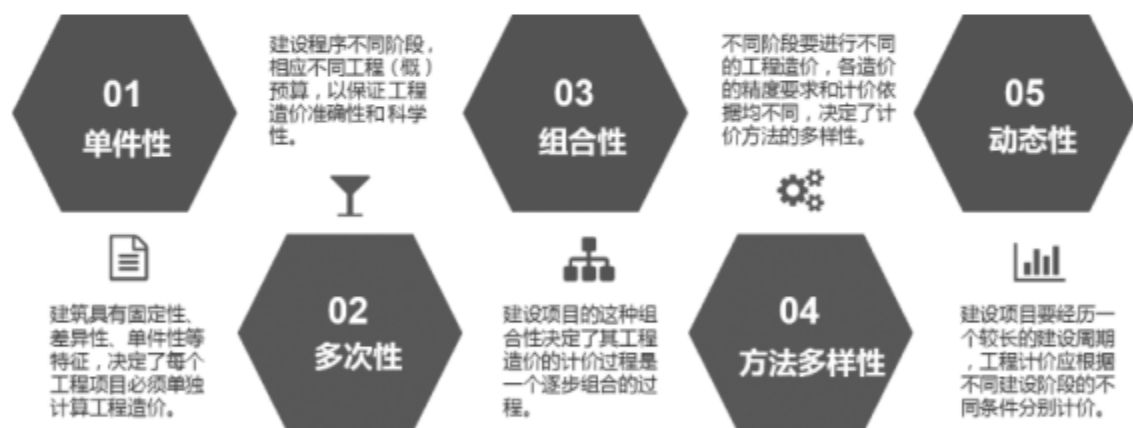 01
单件性
建筑具有固定性、
差异性、单件性等
特征，决定了每个
工程项目必须单独
计算工程造价。
建设程序不同阶段，
相应不同工程（概）
预算，以保证工程
造价准确性和科学
性。
02
多次性
03
组合性
建设项目的这种组
合性决定了其工程
造价的计价过程是
一个逐步组合的过
程。
不同阶段要进行不同
的工程造价，各造价
的精度要求和计价依
据均不同，决定了计
价方法的多样性。
04
方法多样性
05
动态性
建设项目要经历一
个较长的建设周期
，工程计价应根据
不同建设阶段的不
同条件分别计价。